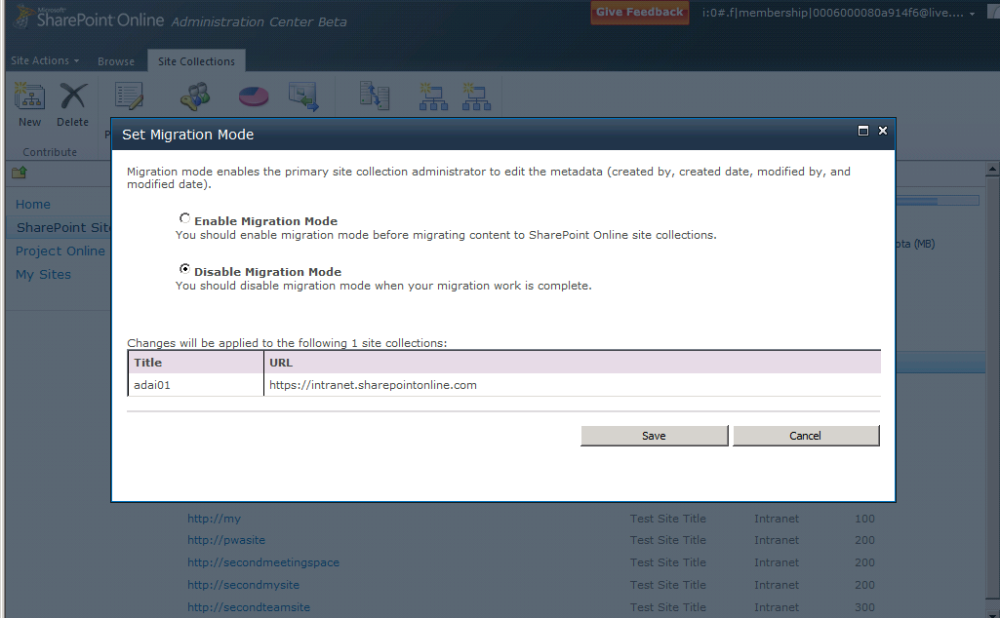 Microsoft
SharePoint Online Administration Center Beta
Give Feedback
i:0#.f|membership|0006000080a914f6@live....
Site Actions
Browse
Site Collections
New
Delete
P
Contribute
Set Migration Mode
Migration mode enables the primary site collection administrator to edit the metadata (created by, created date, modified by, and
modified date).
Enable Migration Mode
You should enable migration mode before migrating content to SharePoint Online site collections.
Disable Migration Mode
You should disable migration mode when your migration work is complete.
Changes will be applied to the following 1 site collections:
Title URL
adai01 https://intranet.sharepointonline.com
Save Cancel
Home
SharePoint Sit
Project Online
My Sites
ota (MB)
http://my Test Site Title Intranet 100
http://pwasite Test Site Title Intranet 200
http://secondmeetingspace Test Site Title Intranet 200
http://secondmysite Test Site Title Intranet 200
http://secondteamsite Test Site Title Intranet 300